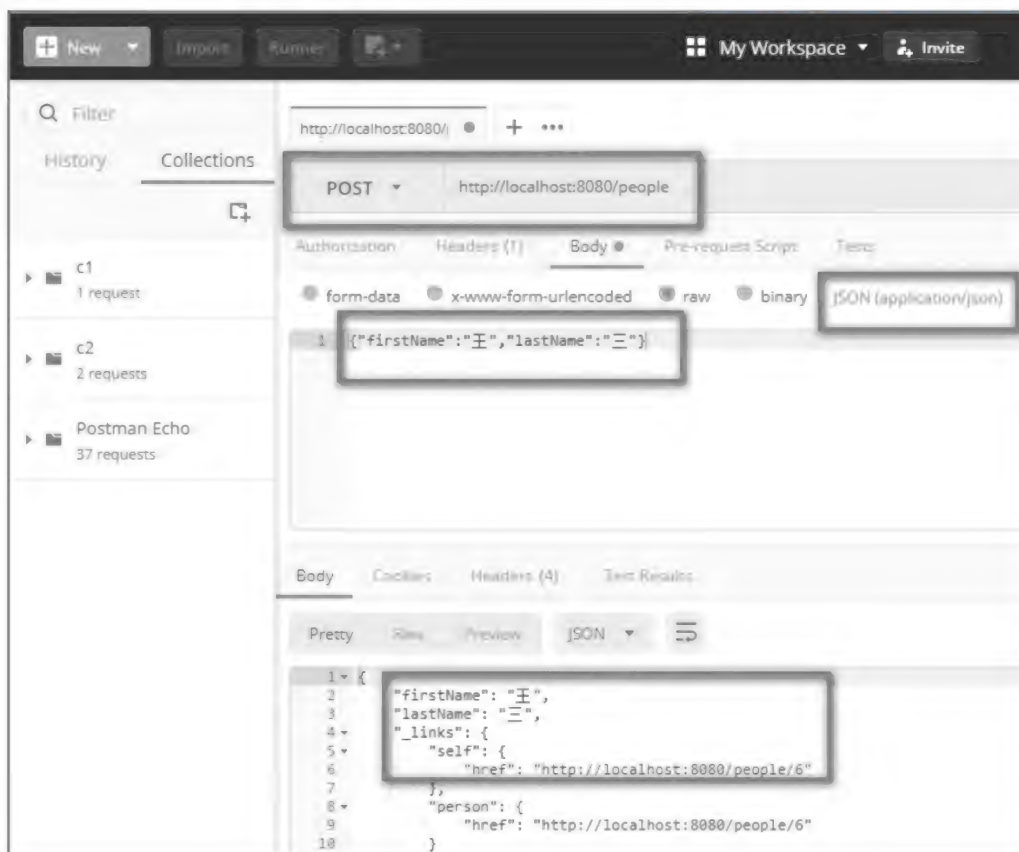 New Import Runner My Workspace Invite
Filter
History Collections
c1
1 request
c2
2 requests
Postman Echo
37 requests
http://localhost:8080/
POST http://localhost:8080/people
Authorization Headers (1) Body Pre-request Script Tests
form-data x-www-form-urlencoded raw binary JSON (application/json)
1 {"firstName":"王","lastName":"三"}
Body Cookies Headers (4) Test Results
Pretty Raw Preview JSON
1 {
2 "firstName": "王",
3 "lastName": "三",
4 "_links": {
5 "self": {
6 "href": "http://localhost:8080/people/6"
7 },
8 "person": {
9 "href": "http://localhost:8080/people/6"
10 }